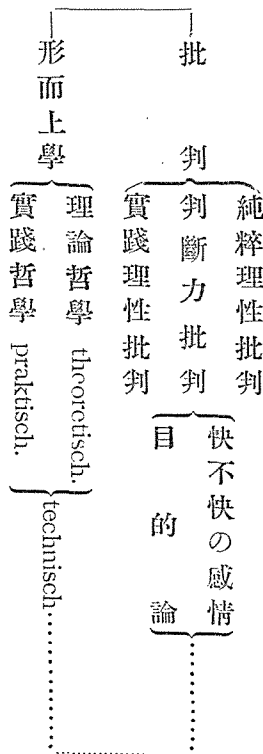 批判
純粹理性批判
判斷力批判
實踐理性批判
快不快の感情
目的論
形而上學
理論哲學 theoretisch.
實踐哲學 praktisch.
technisch